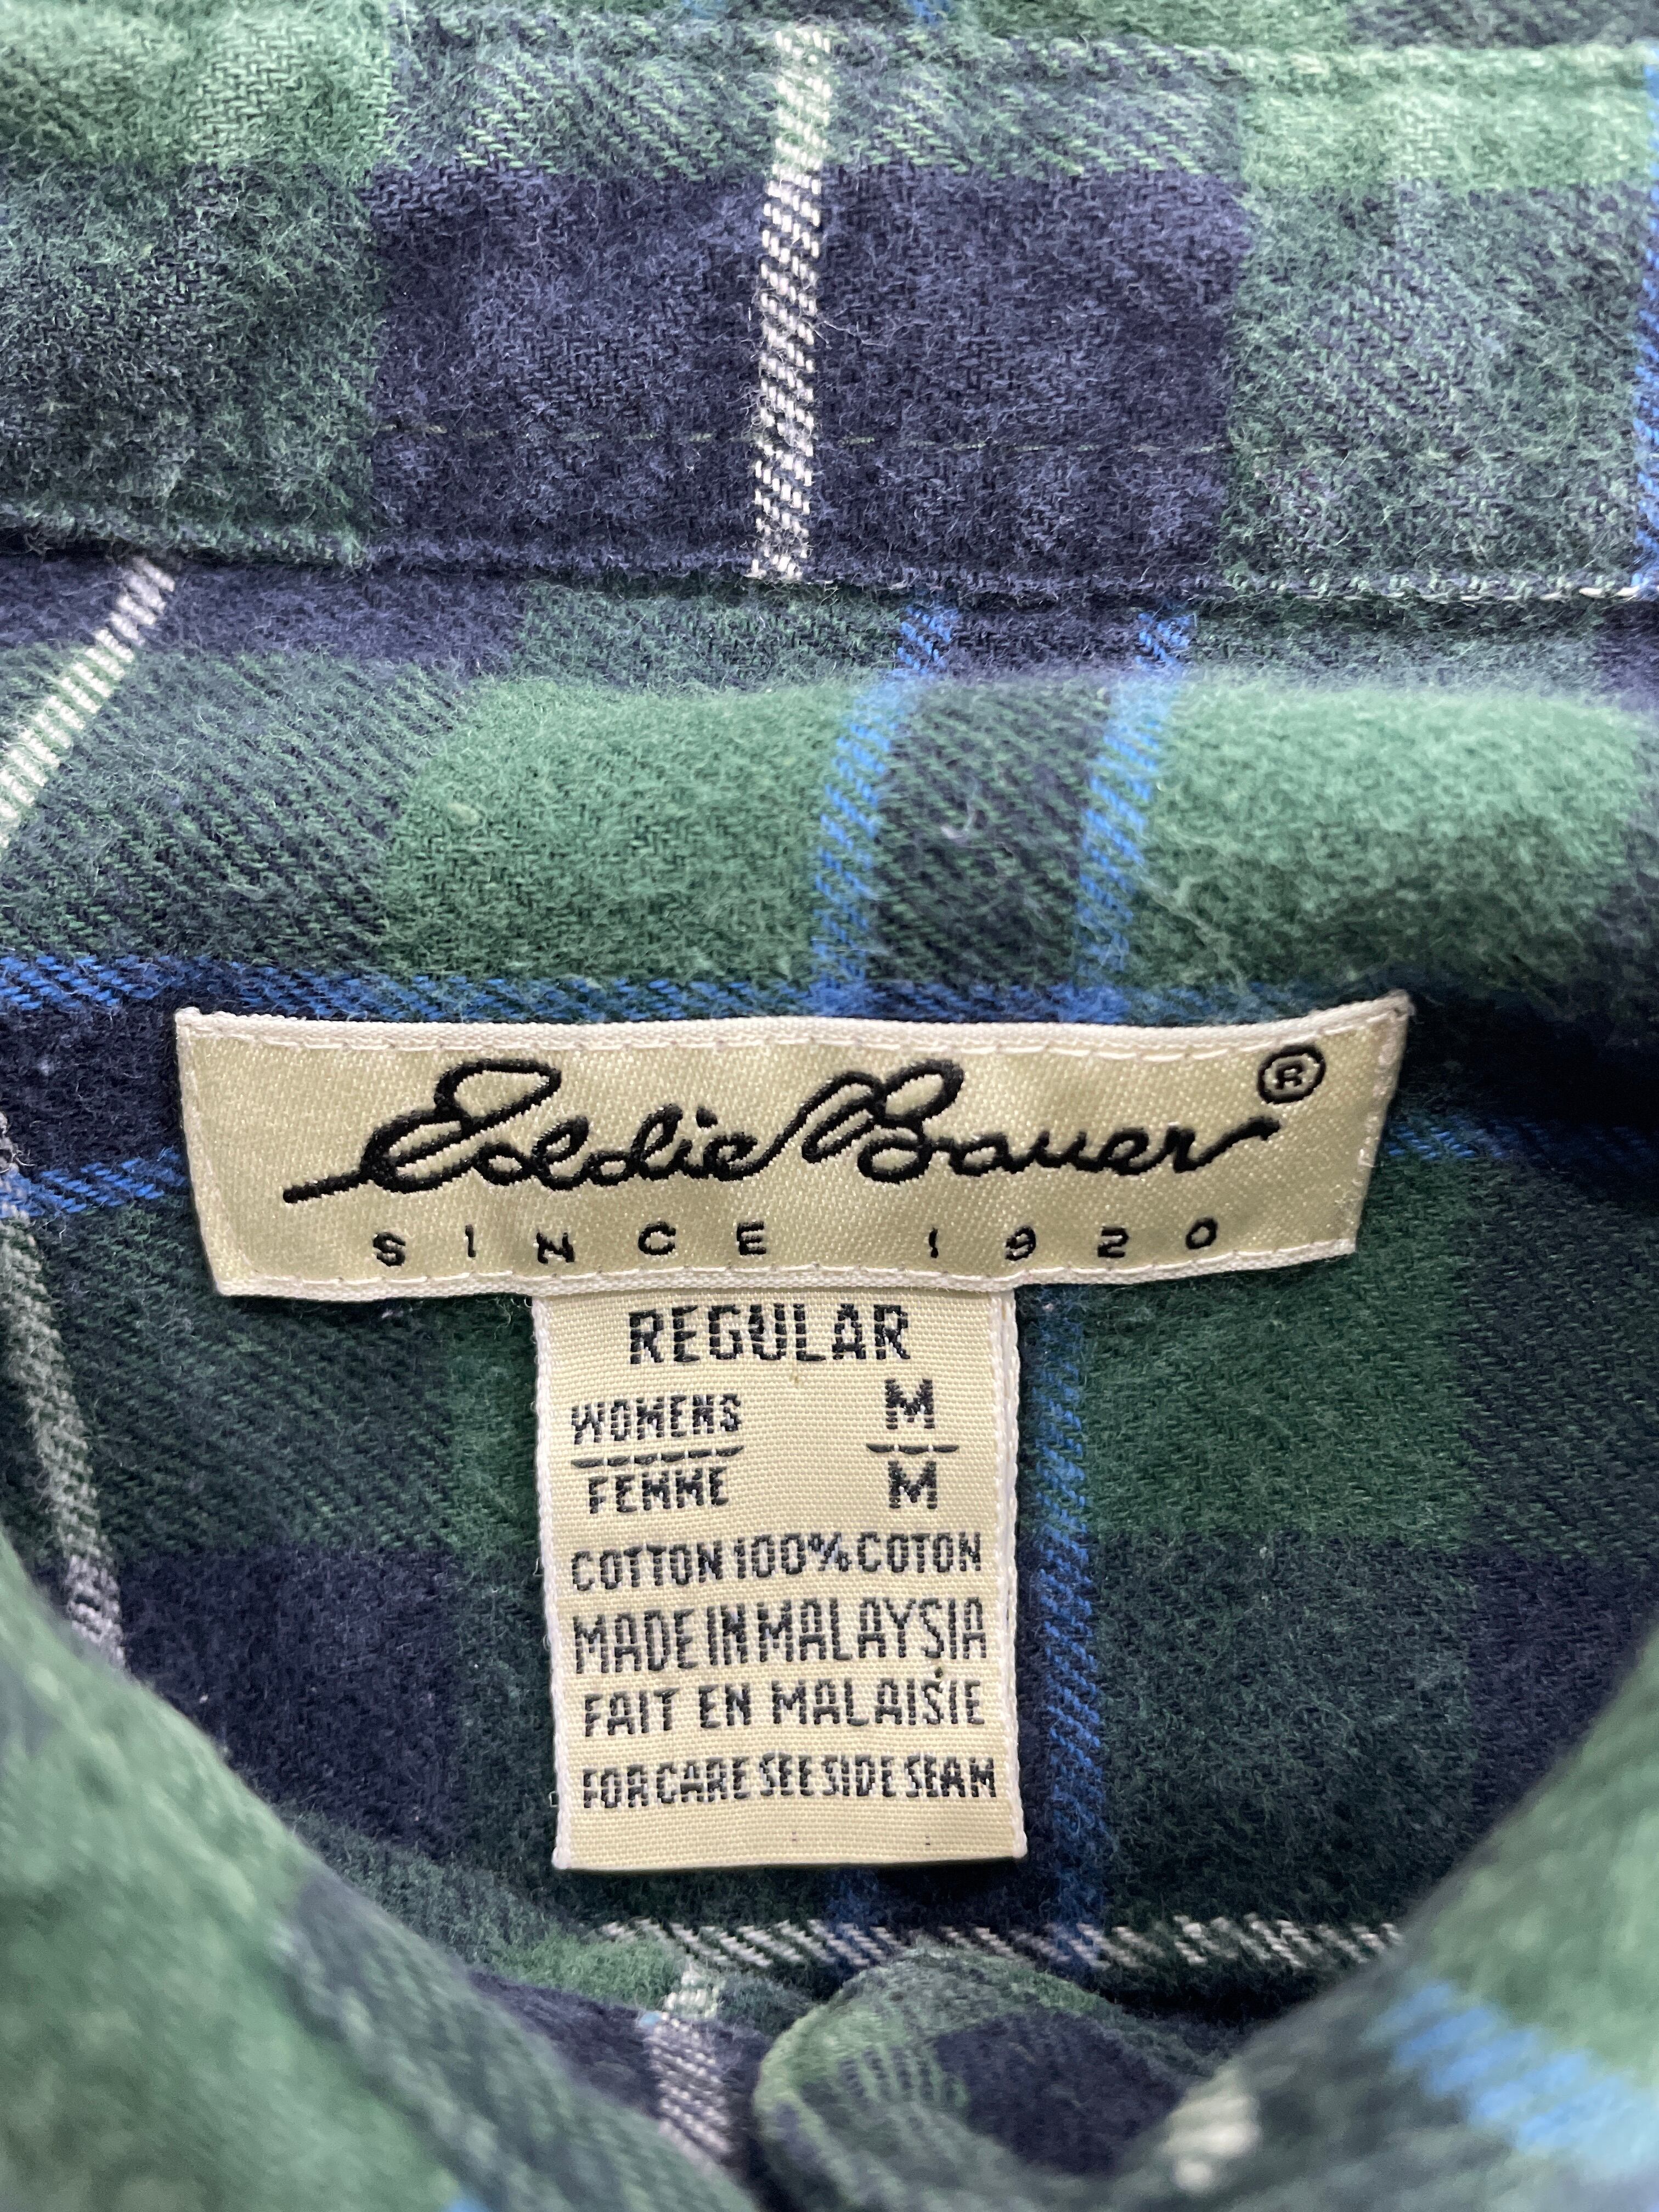 Eddie Bauer®
SINCE 1920
REGULAR
WOMENS M
FEMME M
COTTON 100% COTON
MADE IN MALAYSIA
FAIT EN MALAISIE
FOR CARE SEE SIDE SEAM